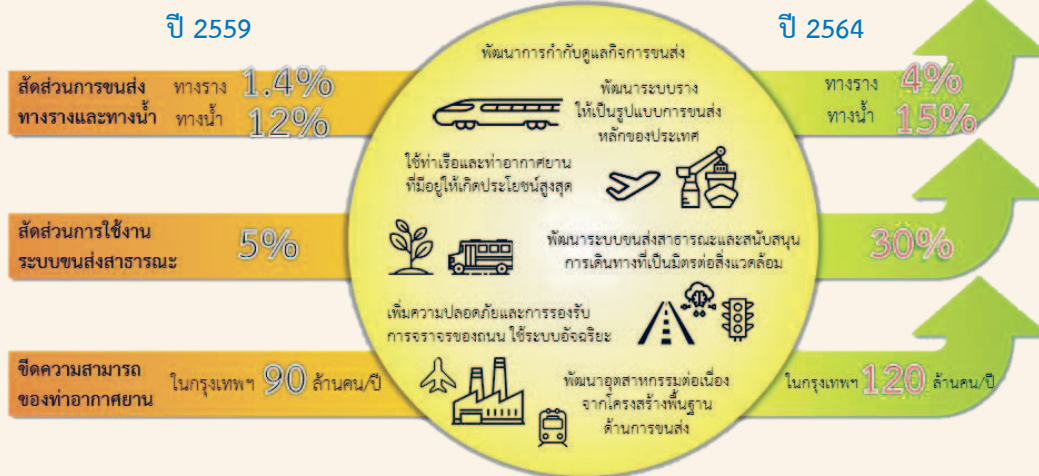 ปี 2559
ปี 2564
สัดส่วนการขนส่ง
ทางรางและทางน้ำ
ทางราง 1.4%
ทางน้ำ 12%
สัดส่วนการใช้งาน
ระบบขนส่งสาธารณะ
5%
ขีดความสามารถ
ของท่าอากาศยาน
ในกรุงเทพฯ 90 ล้านคน/ปี
พัฒนาการกำกับดูแลกิจการขนส่ง
พัฒนาระบบราง
ให้เป็นรูปแบบการขนส่ง
หลักของประเทศ
ใช้ท่าเรือและท่าอากาศยาน
ที่มีอยู่ให้เกิดประโยชน์สูงสุด
พัฒนาระบบขนส่งสาธารณะและสนับสนุน
การเดินทางที่เป็นมิตรต่อสิ่งแวดล้อม
เพิ่มความปลอดภัยและการรองรับ
การจราจรของถนน ใช้ระบบอัจฉริยะ
พัฒนาอุตสาหกรรมต่อเนื่อง
จากโครงสร้างพื้นฐาน
ด้านการขนส่ง
ทางราง 4%
ทางน้ำ 15%
30%
ในกรุงเทพฯ 120 ล้านคน/ปี